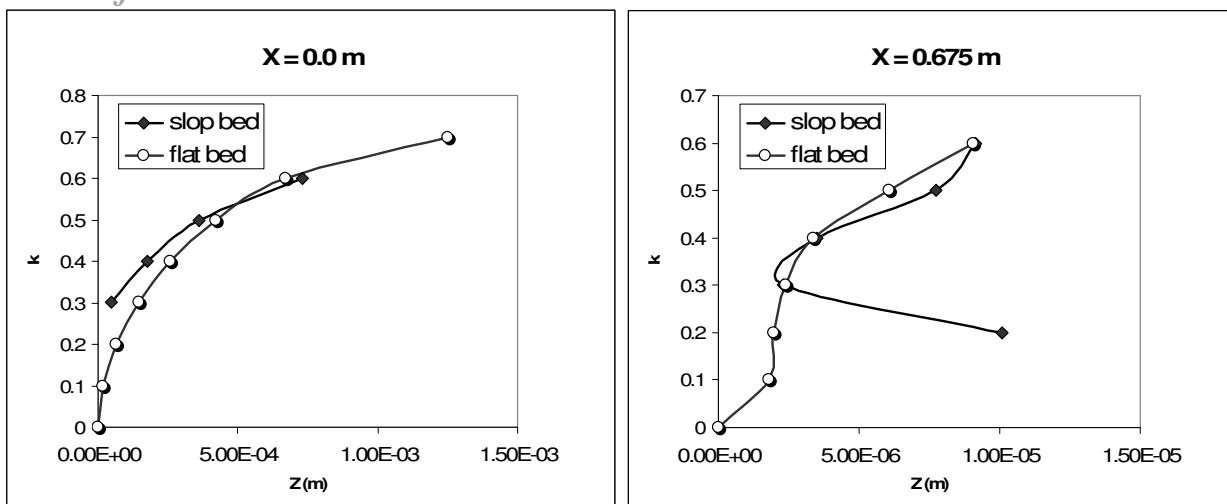 X = 0.0 m
0.8
0.7
0.6
0.5
0.4
0.3
0.2
0.1
0
k
slop bed
flat bed
0.00E+00 5.00E-04 1.00E-03 1.50E-03
Z(m)
X = 0.675 m
0.7
0.6
0.5
0.4
0.3
0.2
0.1
0
k
slop bed
flat bed
0.00E+00 5.00E-06 1.00E-05 1.50E-05
Z(m)